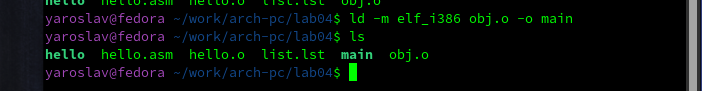 hello  hello.asm  hello.o  list.lst  obj.o
yaroslav@fedora ~/work/arch-pc/lab04$ ld -m elf_i386 obj.o -o main
yaroslav@fedora ~/work/arch-pc/lab04$ ls
hello  hello.asm  hello.o  list.lst  main  obj.o
yaroslav@fedora ~/work/arch-pc/lab04$